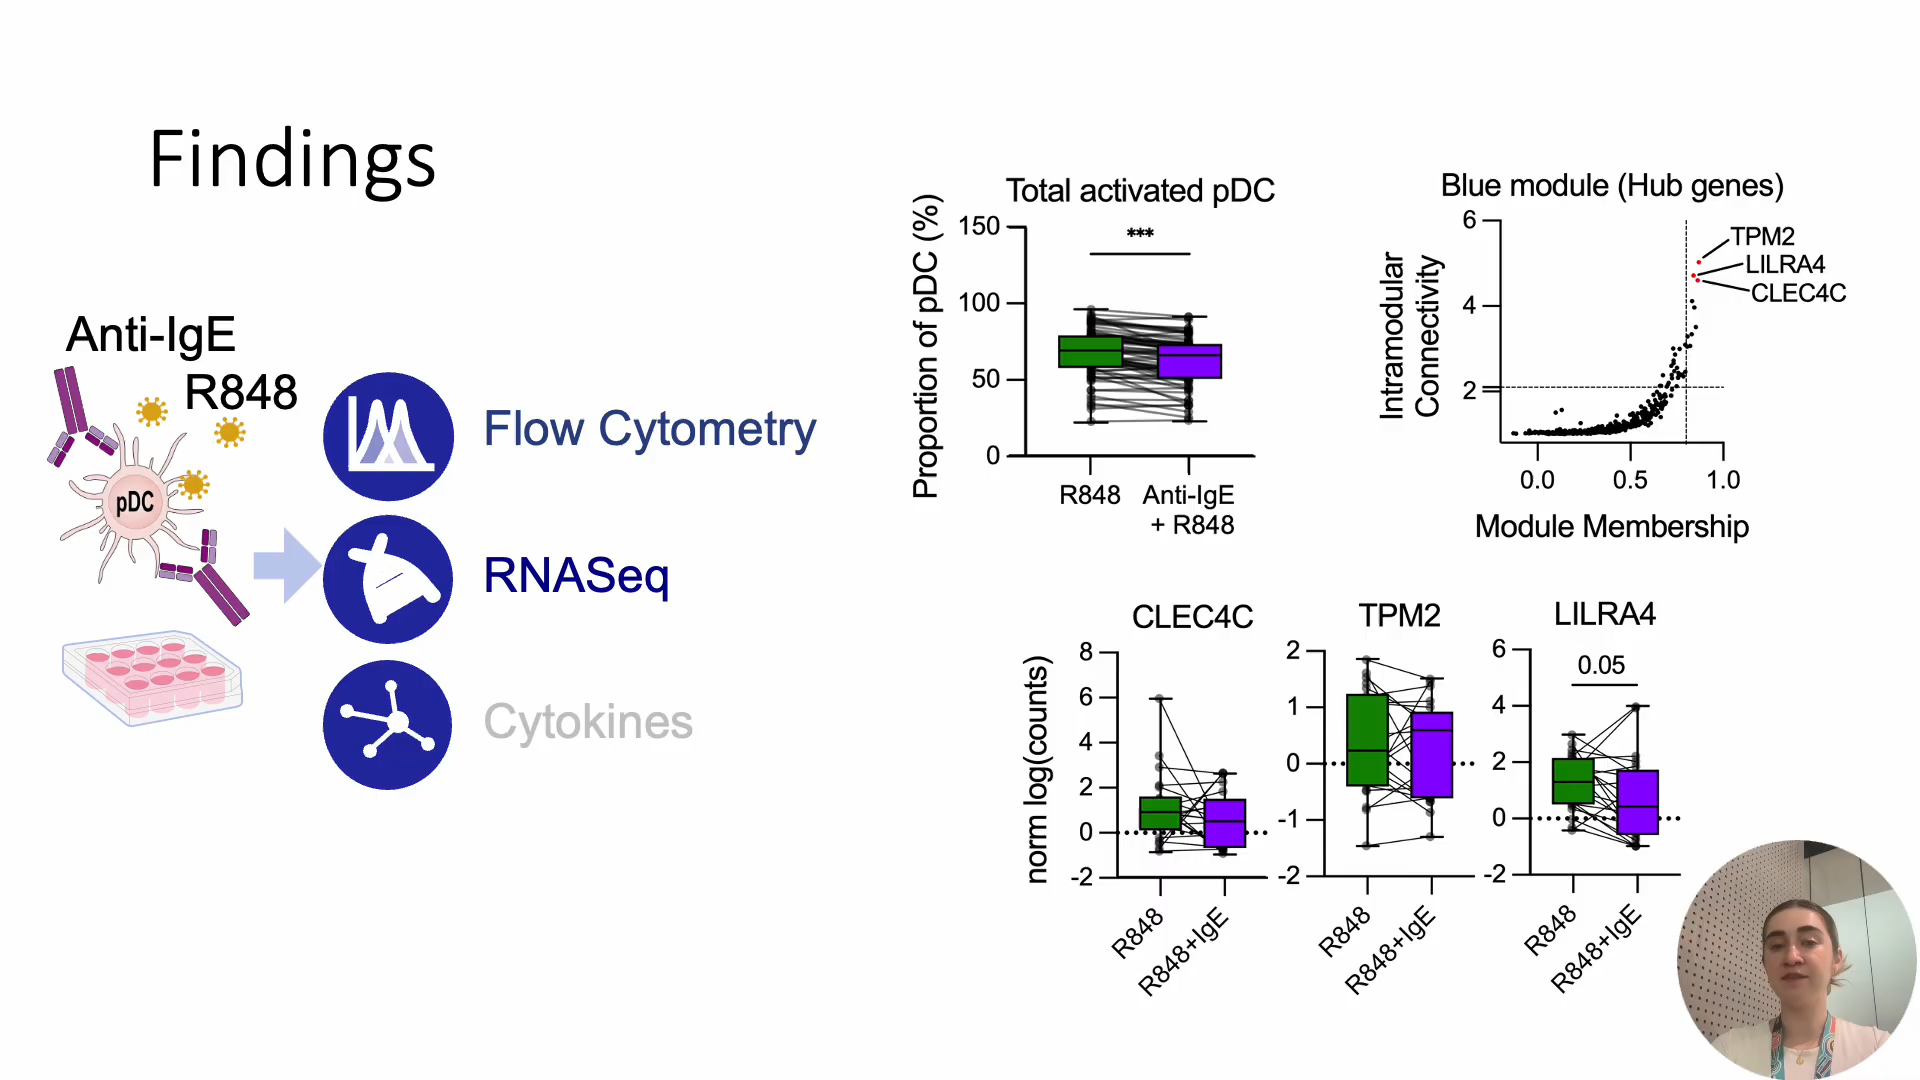 Findings
Anti-IgE
R848
pDC
Flow Cytometry
RNASeq
Cytokines
Total activated pDC
Proportion of pDC (%)
150
100
50
0
***
R848
Anti-IgE
+ R848
Blue module (Hub genes)
Intramodular
Connectivity
6
4
2
TPM2
LILRA4
CLEC4C
0.0 0.5 1.0
Module Membership
norm log(counts)
CLEC4C
8
6
4
2
0
-2
R848
R848+IgE
TPM2
2
1
0
-1
-2
R848
R848+IgE
LILRA4
6
4
2
0
-2
0.05
R848
R848+IgE